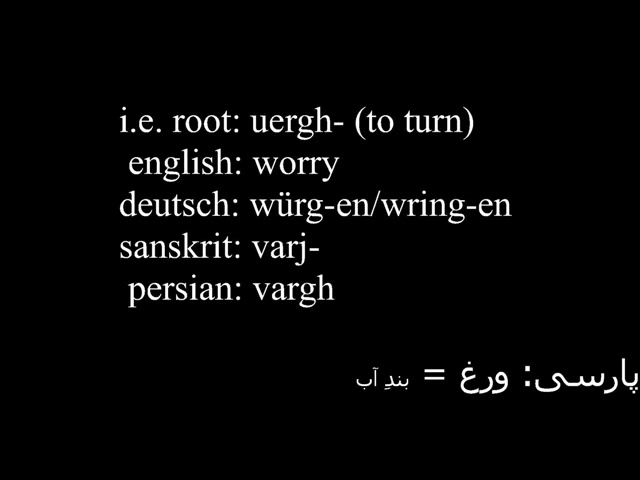 i.e. root: uergh- (to turn)
english: worry
deutsch: würg-en/wring-en
sanskrit: varj-
persian: vargh
پارسی: ورغ = بندِ آب